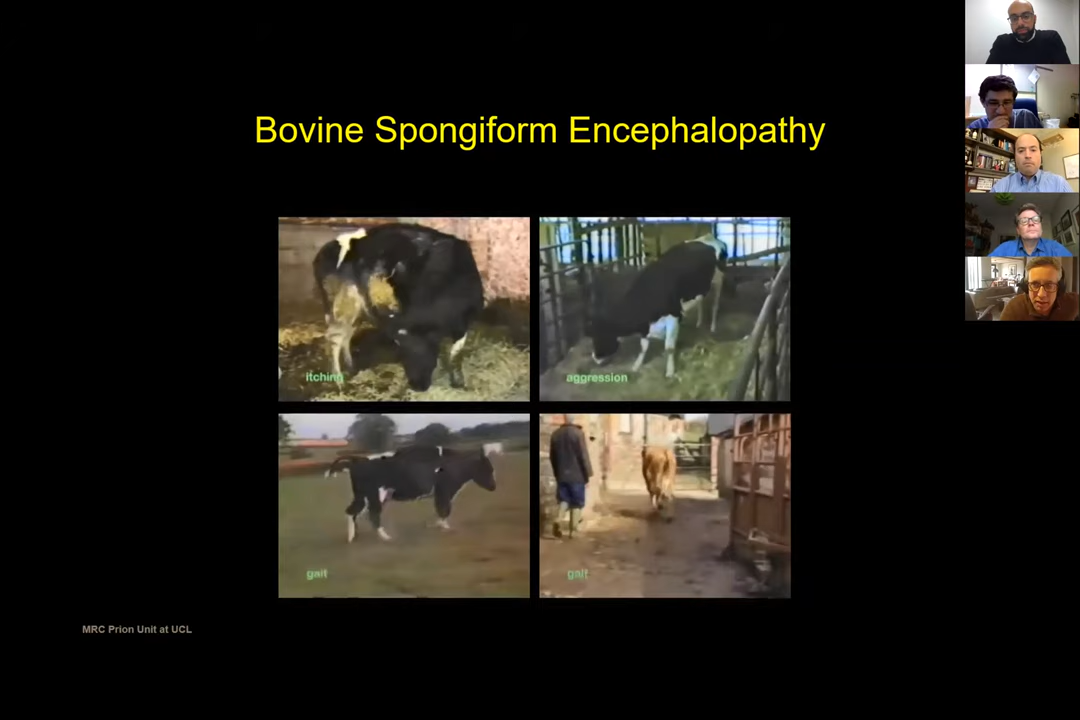 Bovine Spongiform Encephalopathy
itching
aggression
gait
gait
MRC Prion Unit at UCL